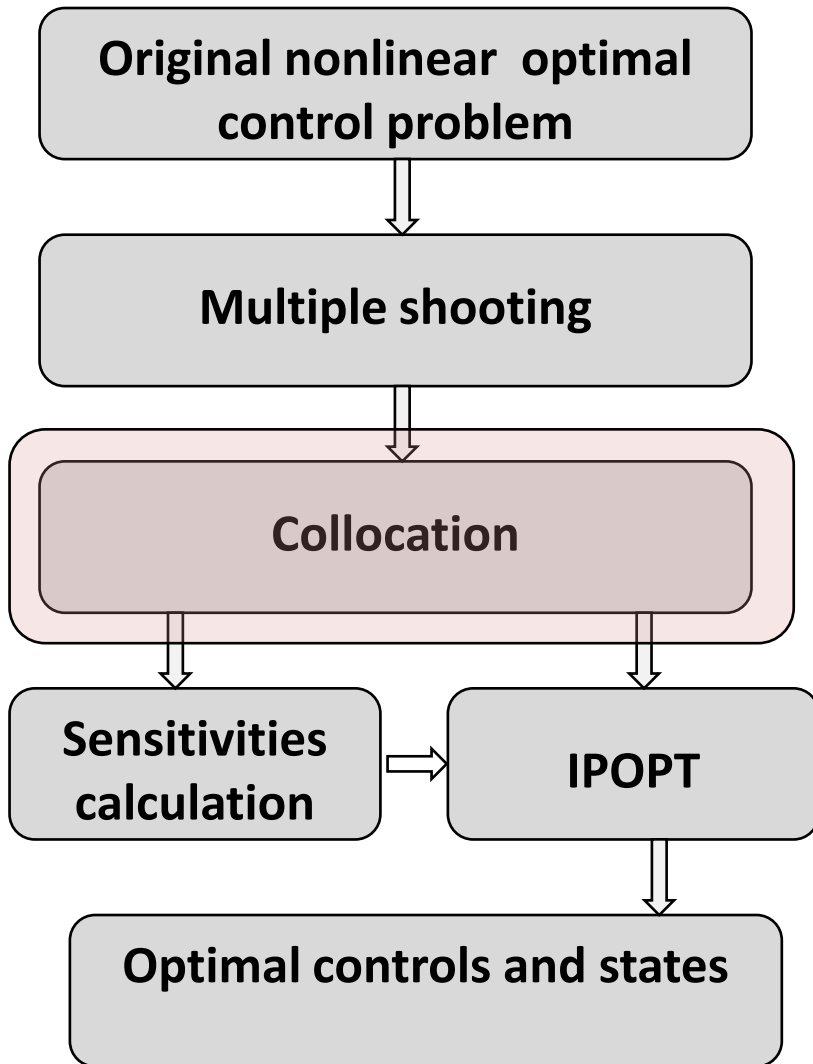 Original nonlinear optimal
control problem
Multiple shooting
Collocation
Sensitivities
calculation
IPOPT
Optimal controls and states